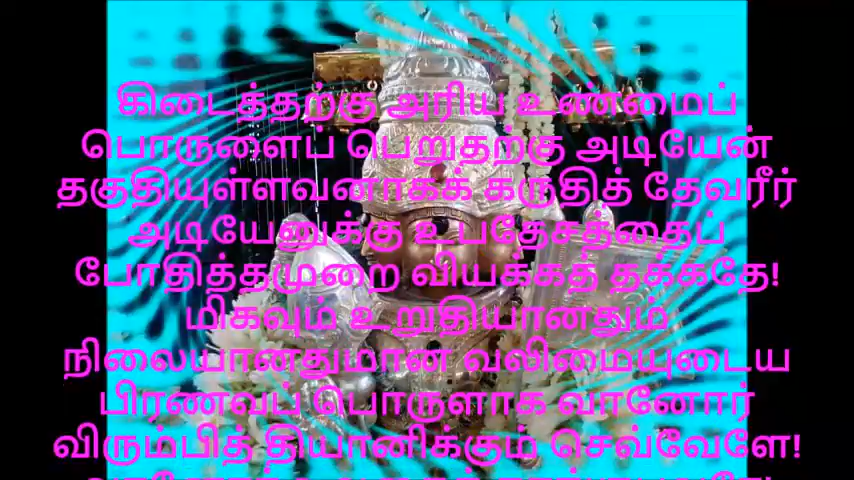 கிடைத்தற்கு அரிய உண்மைப்
பொருளைப் பெறுதற்கு அடியேன்
தகுதியுள்ளவனாகக் கருதித் தேவரீர்
அடியேனுக்கு உபதேசத்தைப்
போதித்தமுறை வியக்கத் தக்கதே!
மிகவும் உறுதியானதும்
நிலையானதுமான வலிமையுடைய
பிரணவப் பொருளாக வானோர்
விரும்பித் தியானிக்கும் செவ்வேளே!